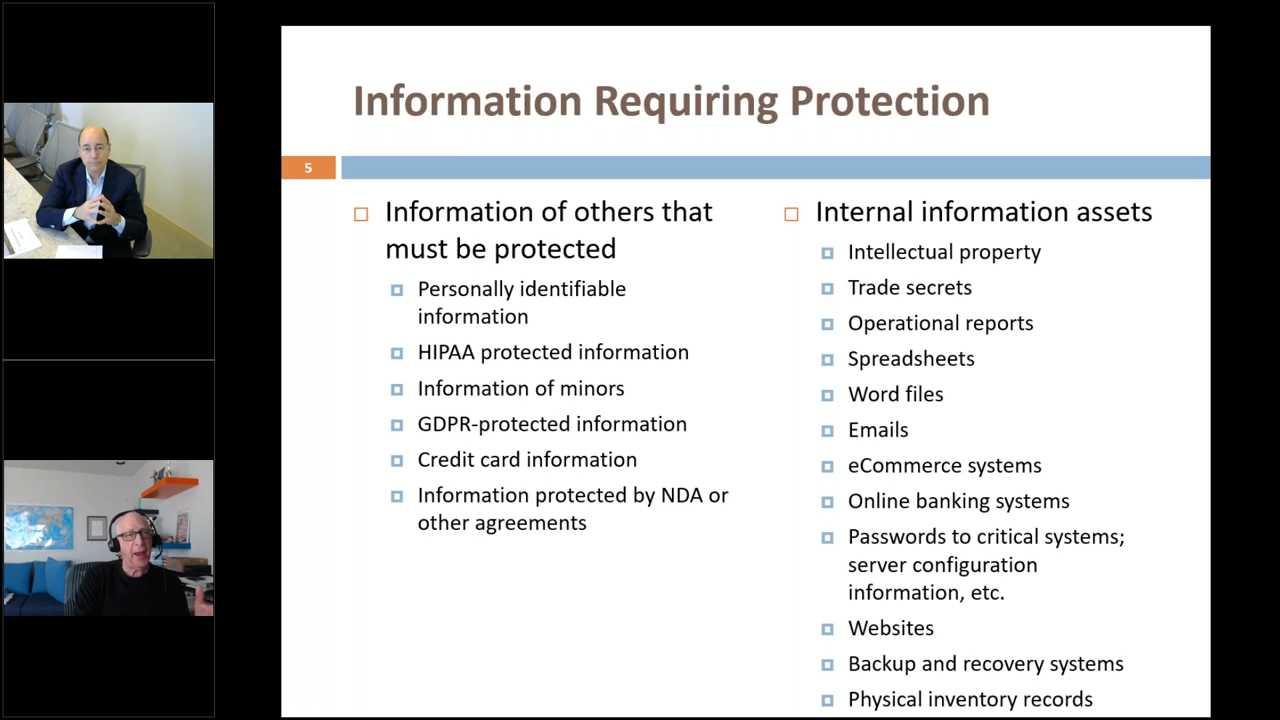 Information Requiring Protection
5
Information of others that
must be protected
Personally identifiable
information
HIPAA protected information
Information of minors
GDPR-protected information
Credit card information
Information protected by NDA or
other agreements
Internal information assets
Intellectual property
Trade secrets
Operational reports
Spreadsheets
Word files
Emails
eCommerce systems
Online banking systems
Passwords to critical systems;
server configuration
information, etc.
Websites
Backup and recovery systems
Physical inventory records